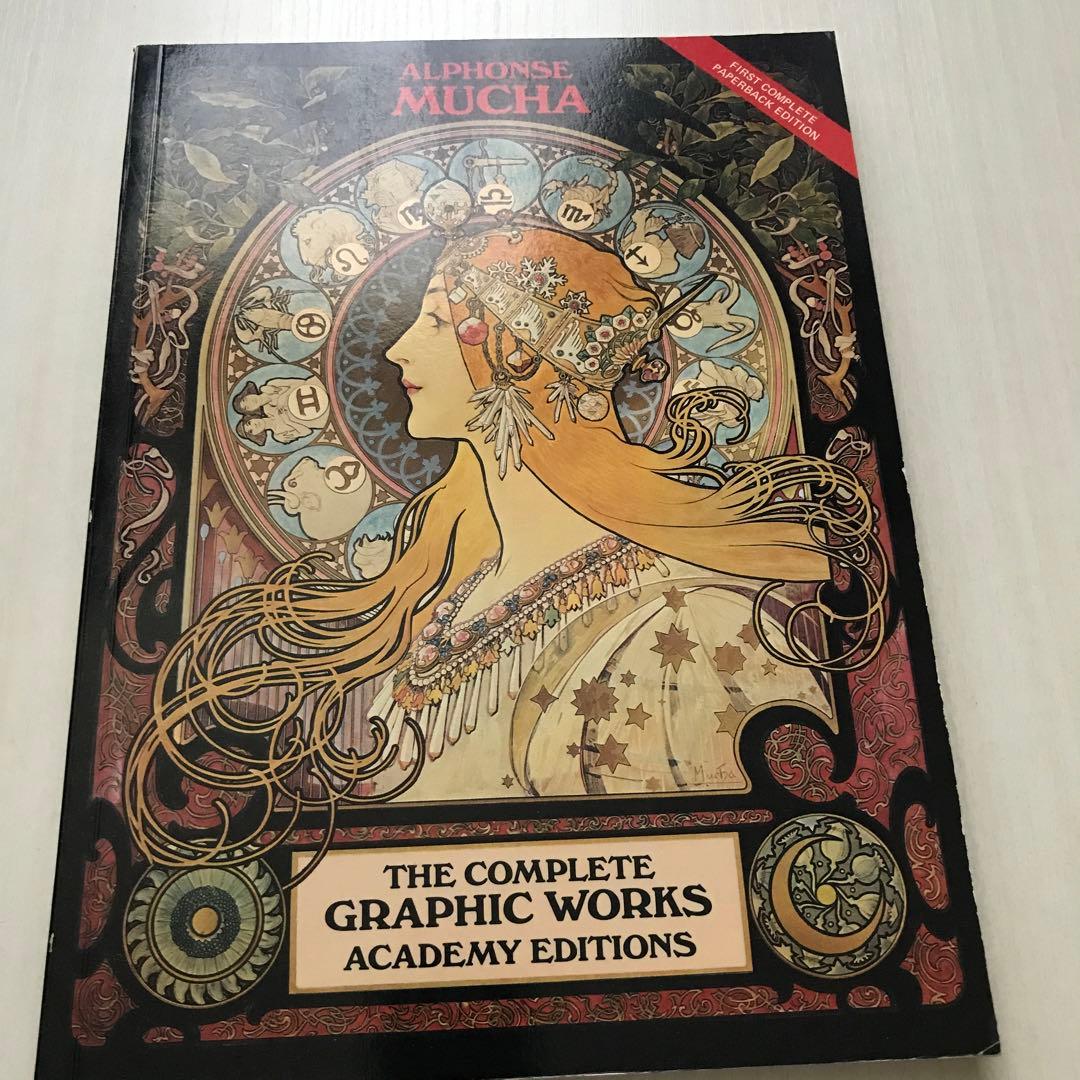 ALPHONSE
MUCHA
FIRST COMPLETE
PAPERBACK EDITION
Mucha
THE COMPLETE
GRAPHIC WORKS
ACADEMY EDITIONS